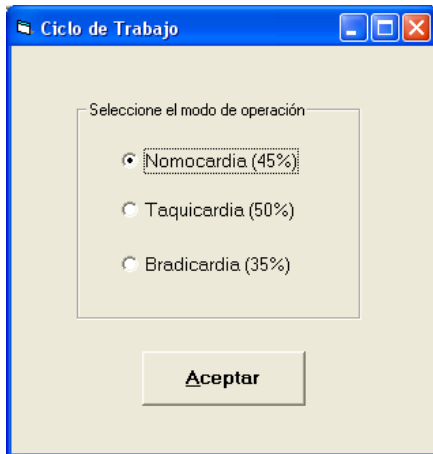 Ciclo de Trabajo
Seleccione el modo de operación
Nomocardia (45%)
Taquicardia (50%)
Bradicardia (35%)
Aceptar